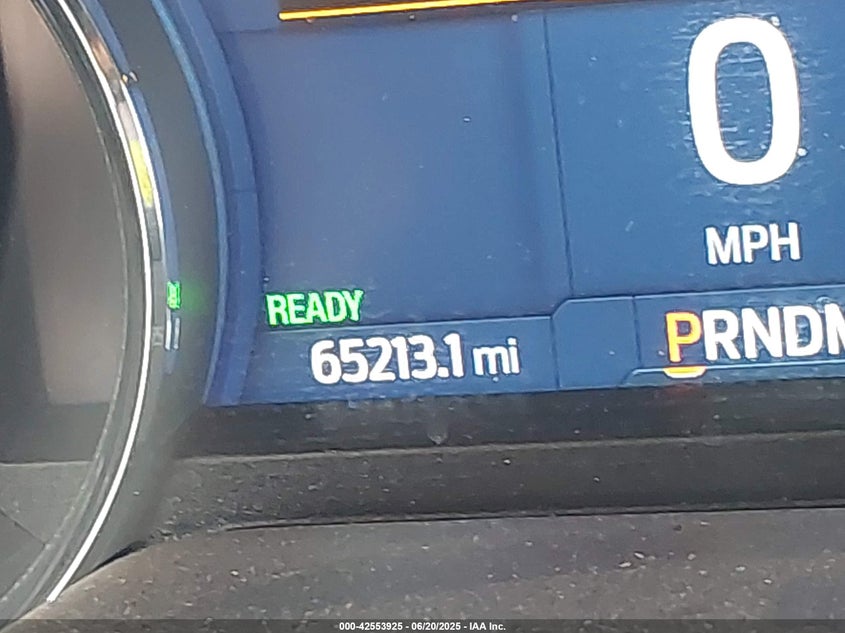 0
MPH
READY
65213.1 mi
PRNDM
000-42553925 - 06/20/2025 - IAA Inc.